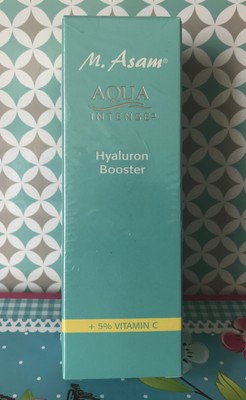 M. Asam®
AQUA
INTENSE®
Hyaluron
Booster
+ 5% VITAMIN C